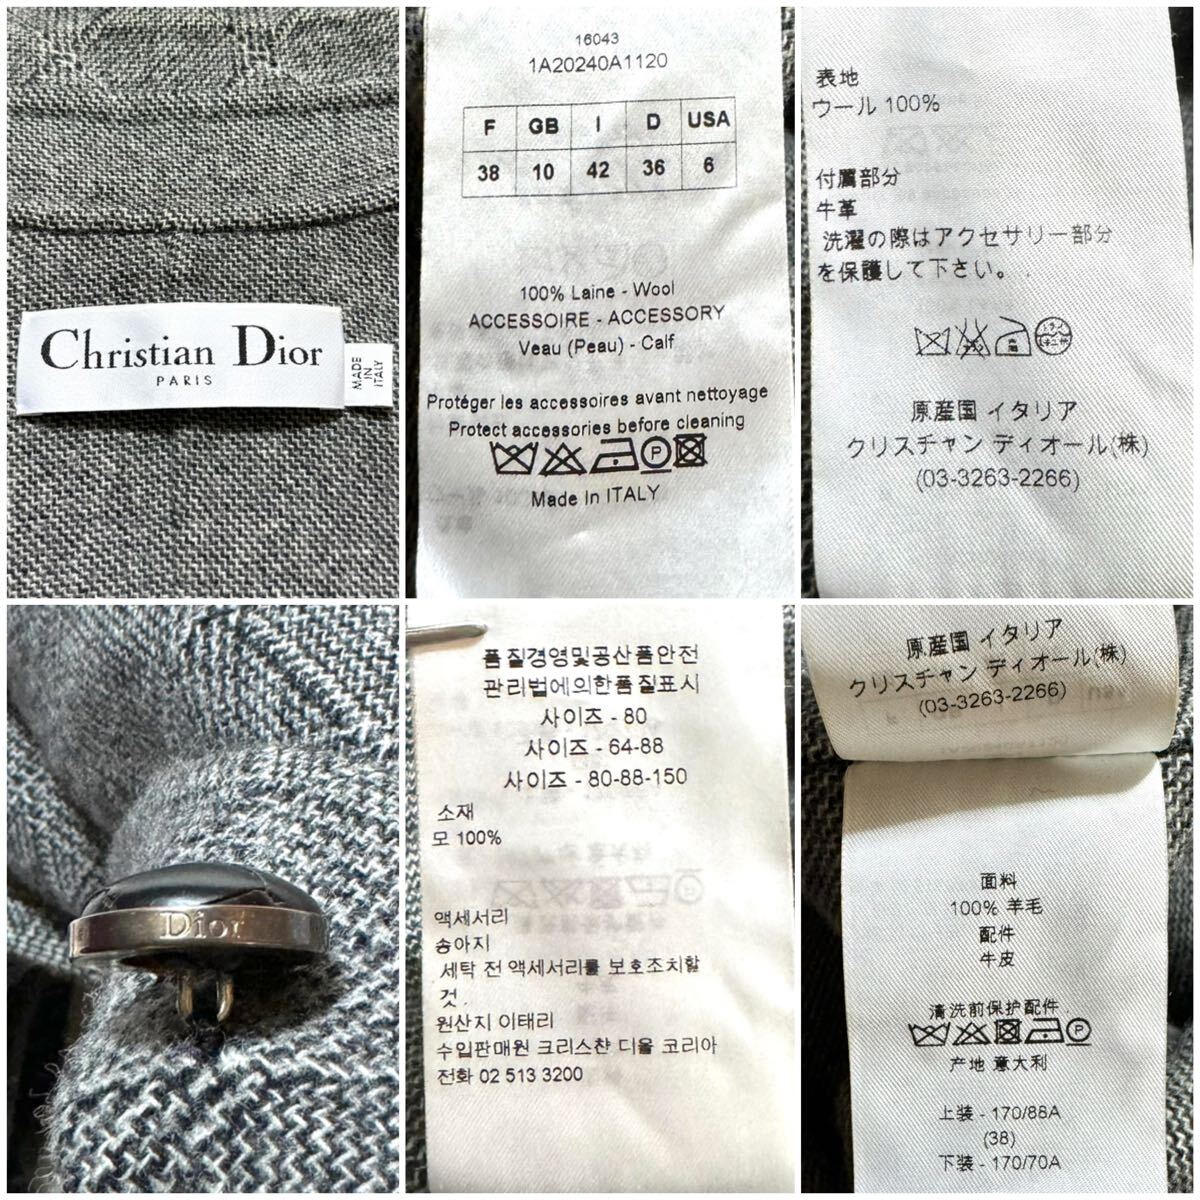 Christian Dior
PARIS
MADE
IN
ITALY
16043
1A20240A1120
F GB I D USA
38 10 42 36 6
100% Laine - Wool
ACCESSOIRE - ACCESSORY
Veau (Peau) - Calf
Protéger les accessoires avant nettoyage
Protect accessories before cleaning
P
Made In ITALY
表地
ウール 100%
付属部分
牛革
洗濯の際はアクセサリー部分
を保護して下さい。
原産国 イタリア
クリスチャン ディオール(株)
(03-3263-2266)
Dior
품질경영및공산품안전
관리법에의한품질표시
사이즈 - 80
사이즈 - 64-88
사이즈 - 80-88-150
소재
모 100%
액세서리
송아지
세탁 전 액세서리를 보호조치할
것.
원산지 이태리
수입판매원 크리스챤 디올 코리아
전화 02 513 3200
原産国 イタリア
クリスチャン ディオール(株)
(03-3263-2266)
面料
100% 羊毛
配件
牛皮
清洗前保护配件
P
产地 意大利
上装 - 170/88A
(38)
下装 - 170/70A